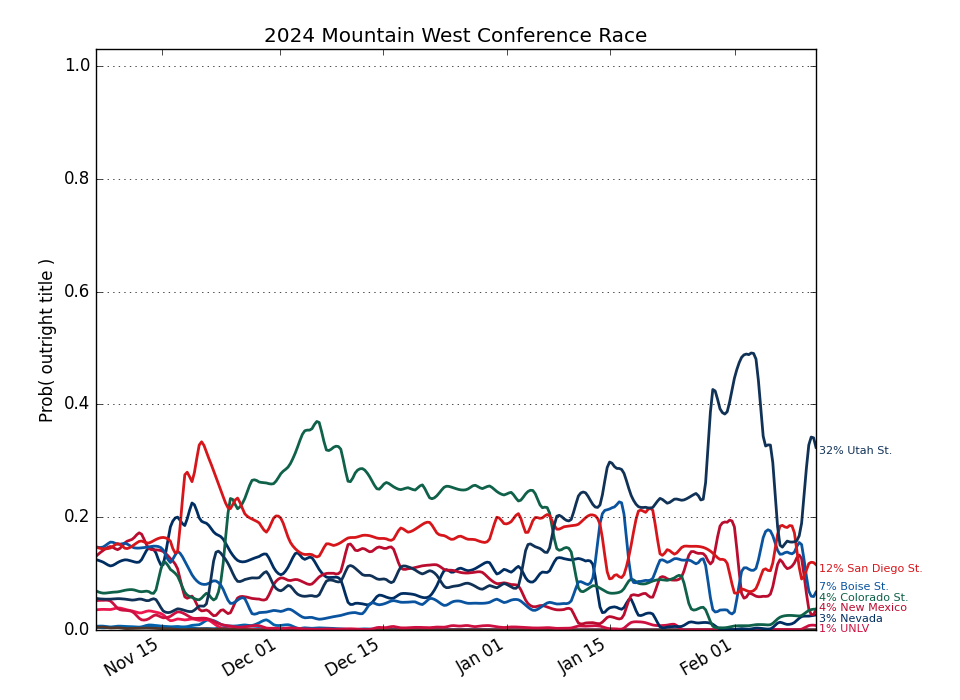 2024 Mountain West Conference Race
Prob( outright title )
1.0
0.8
0.6
0.4
0.2
0.0
32% Utah St.
12% San Diego St.
7% Boise St.
4% Colorado St.
4% New Mexico
3% Nevada
1% UNLV
Nov 15
Dec 01
Dec 15
Jan 01
Jan 15
Feb 01